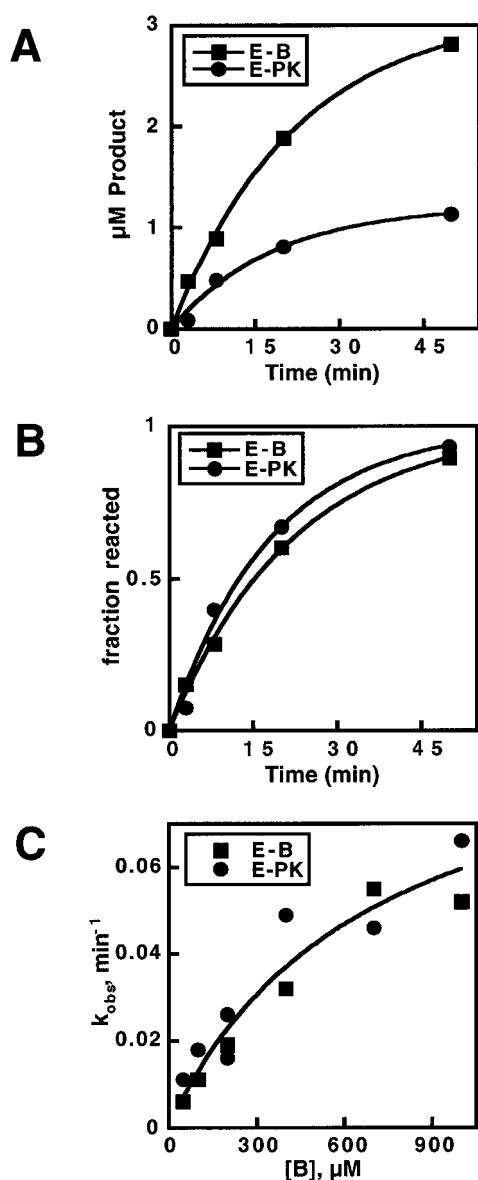 A
3
2
1
0
µM Product
E-B
E-PK
0 15 30 45
Time (min)
B
1
0.5
0
fraction reacted
E-B
E-PK
0 15 30 45
Time (min)
C
0.06
0.04
0.02
0
kobs, min-1
E-B
E-PK
0 300 600 900
[B], µM